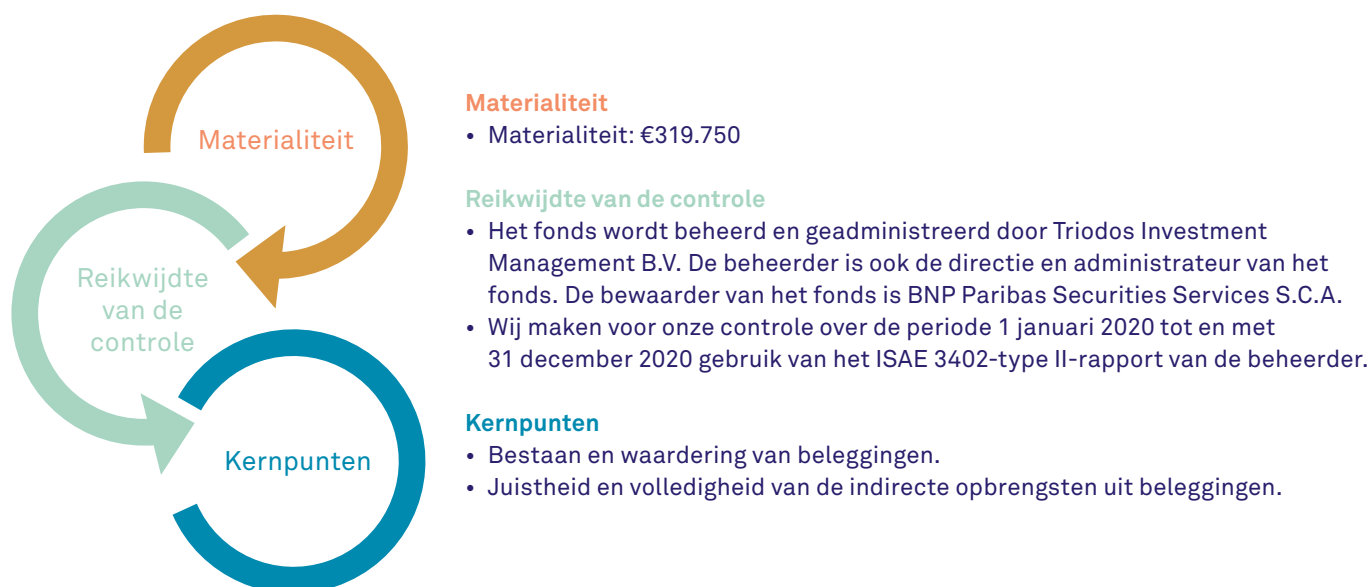 Materialiteit
Reikwijdte
van de
controle
Kernpunten
Materialiteit
• Materialiteit: €319.750
Reikwijdte van de controle
• Het fonds wordt beheerd en geadministreerd door Triodos Investment
Management B.V. De beheerder is ook de directie en administrateur van het
fonds. De bewaarder van het fonds is BNP Paribas Securities Services S.C.A.
• Wij maken voor onze controle over de periode 1 januari 2020 tot en met
31 december 2020 gebruik van het ISAE 3402-type II-rapport van de beheerder.
Kernpunten
• Bestaan en waardering van beleggingen.
• Juistheid en volledigheid van de indirecte opbrengsten uit beleggingen.